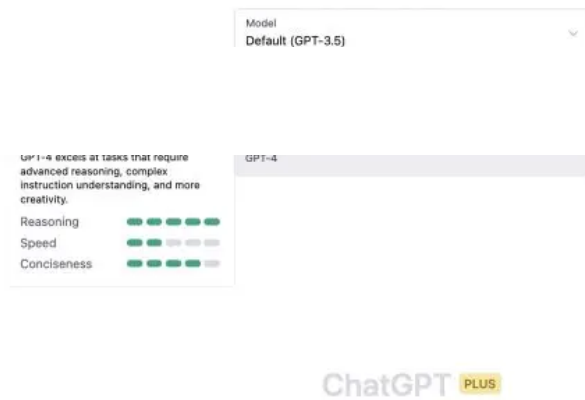 Model
Default (GPT-3.5)
GPT-4 excels at tasks that require
advanced reasoning, complex
instruction understanding, and more
creativity.
Reasoning
Speed
Conciseness
GPT-4
ChatGPT PLUS